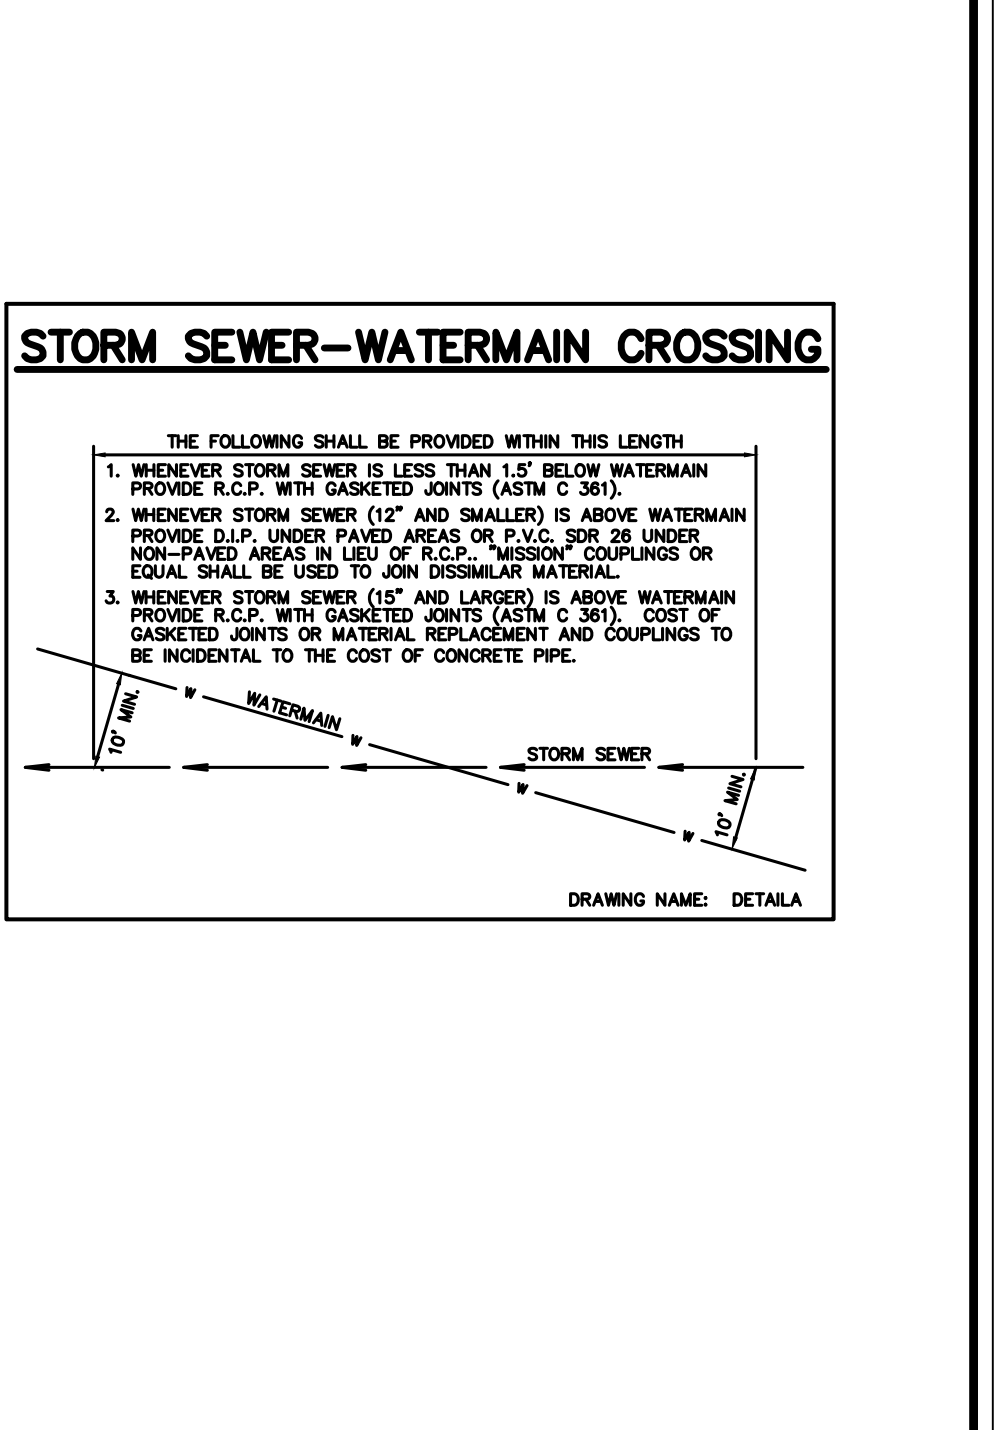 STORM SEWER-WATERMAIN CROSSING
THE FOLLOWING SHALL BE PROVIDED WITHIN THIS LENGTH
1. WHENEVER STORM SEWER IS LESS THAN 1.5' BELOW WATERMAIN
PROVIDE R.C.P. WITH GASKETED JOINTS (ASTM C 361).
2. WHENEVER STORM SEWER (12" AND SMALLER) IS ABOVE WATERMAIN
PROVIDE D.I.P. UNDER PAVED AREAS OR P.V.C. SDR 26 UNDER
NON-PAVED AREAS IN LIEU OF R.C.P.. "MISSION" COUPLINGS OR
EQUAL SHALL BE USED TO JOIN DISSIMILAR MATERIAL.
3. WHENEVER STORM SEWER (15" AND LARGER) IS ABOVE WATERMAIN
PROVIDE R.C.P. WITH GASKETED JOINTS (ASTM C 361). COST OF
GASKETED JOINTS OR MATERIAL REPLACEMENT AND COUPLINGS TO
BE INCIDENTAL TO THE COST OF CONCRETE PIPE.
W
WATERMAIN
10' MIN.
W
STORM SEWER
W
10' MIN.
W
DRAWING NAME: DETAILA